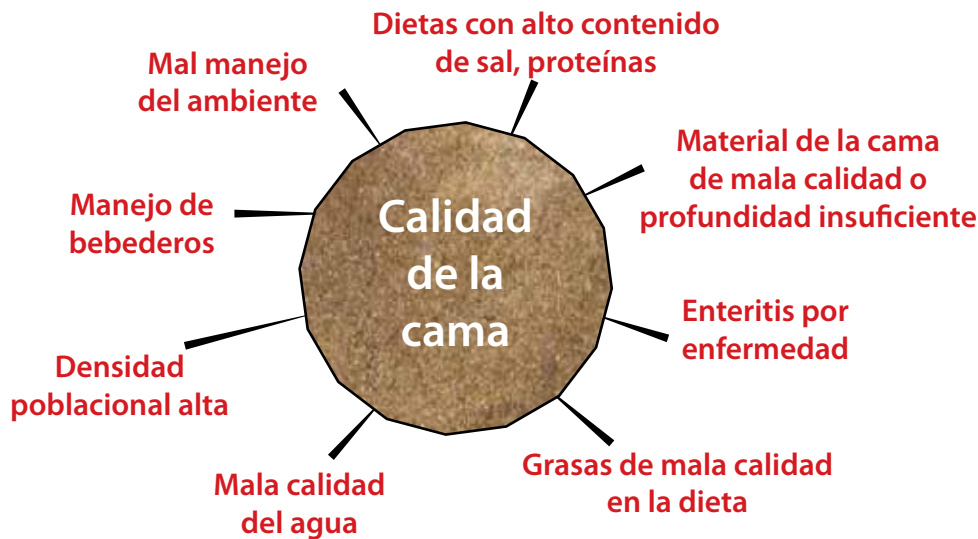 Dietas con alto contenido
de sal, proteínas
Mal manejo
del ambiente
Material de la cama
de mala calidad o
profundidad insuficiente
Manejo de
bebederos
Calidad
de la
cama
Enteritis por
enfermedad
Densidad
poblacional alta
Grasas de mala calidad
en la dieta
Mala calidad
del agua